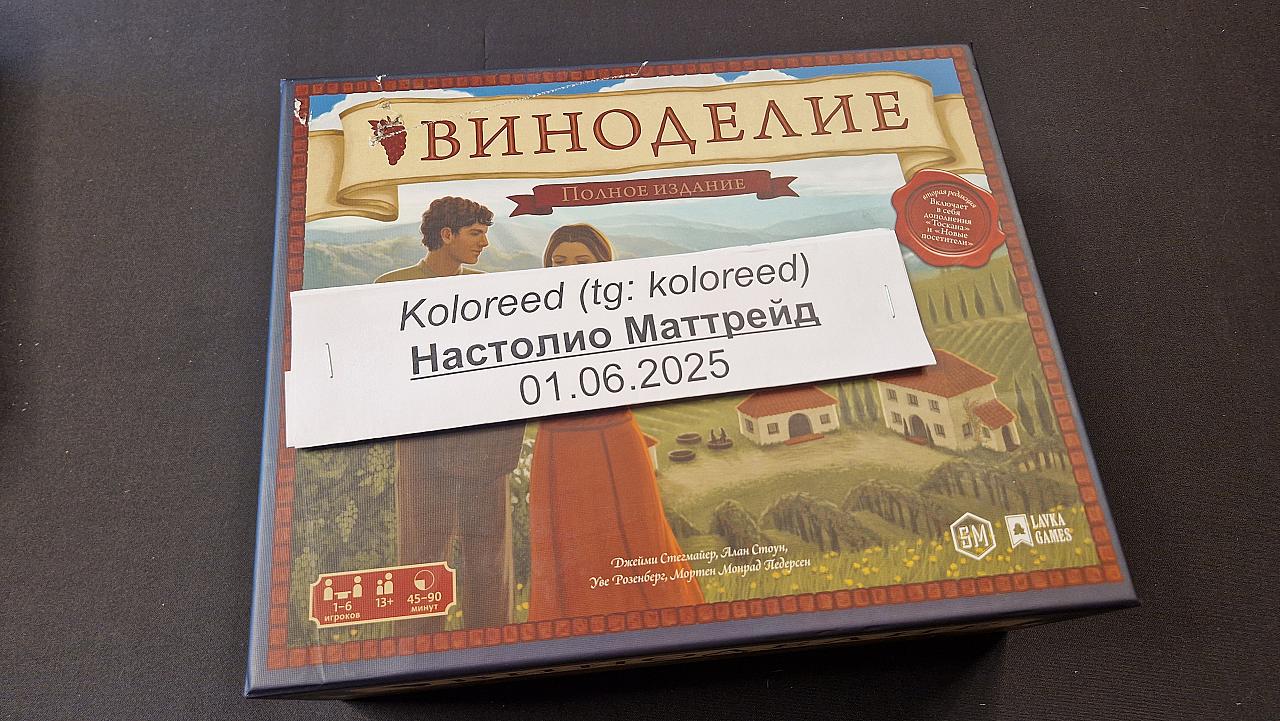 ВИНОДЕЛИЕ
Полное издание
вторая редакция
Включает
в себя
дополнения
«Тоскана»
и «Новые
посетители»
Koloreed (tg: koloreed)
Настолио Маттрейд
01.06.2025
Джейми Стегмайер, Алан Стоун,
Уве Розенберг, Мортен Монрад Педерсен
SM
LAVKA
GAMES
1–6
игроков
13+
45–90
минут